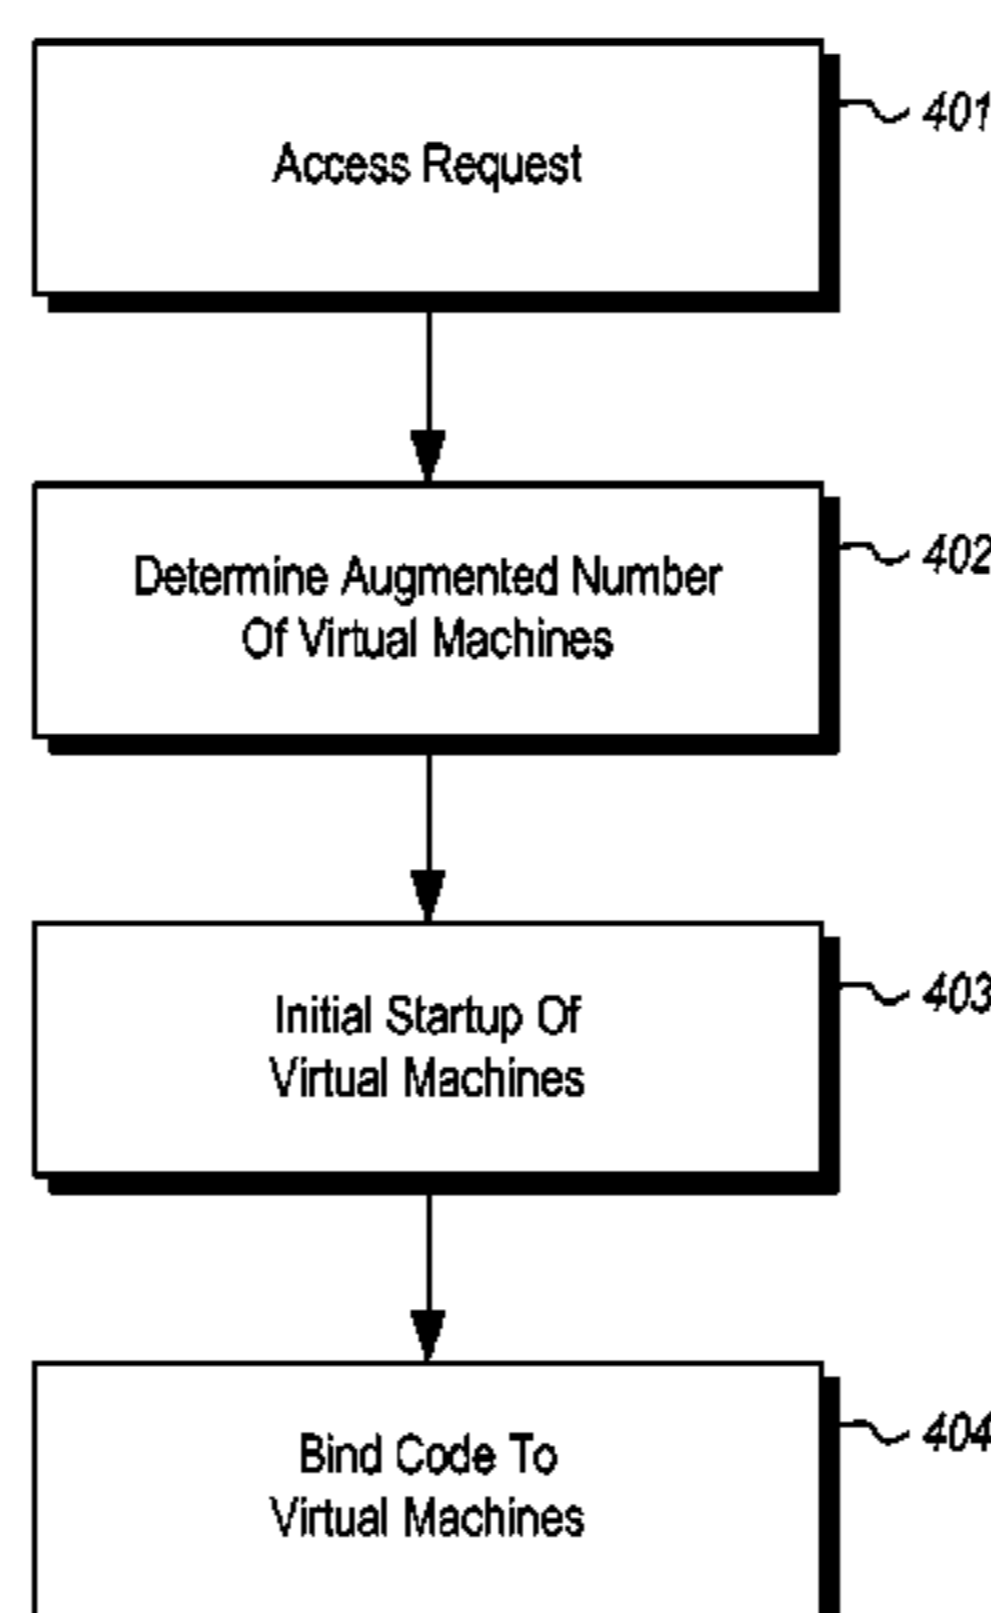 Access Request
401
Determine Augmented Number
Of Virtual Machines
402
Initial Startup Of
Virtual Machines
403
Bind Code To
Virtual Machines
404